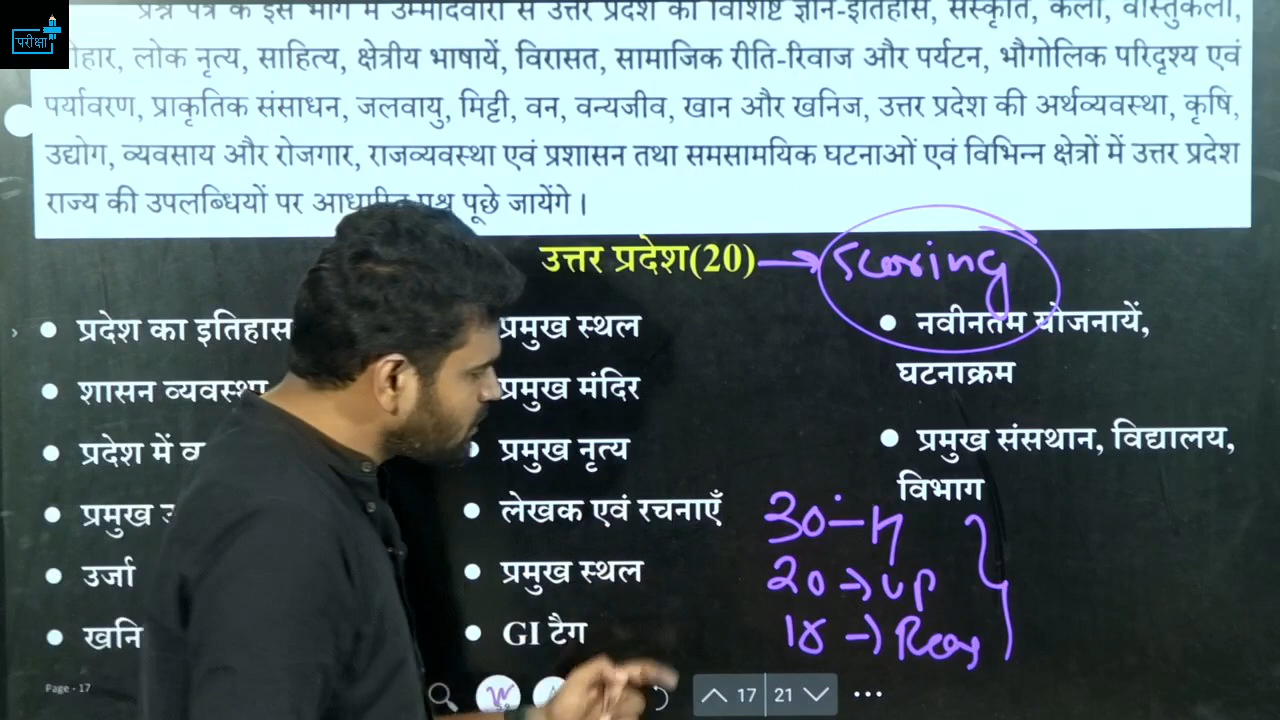 परीक्षा
प्रश्न पत्र के इस भाग में उम्मीदवारों से उत्तर प्रदेश की विशिष्ट ज्ञान-इतिहास, संस्कृति, कला, वास्तुकला,
लोक नृत्य, साहित्य, क्षेत्रीय भाषायें, विरासत, सामाजिक रीति-रिवाज और पर्यटन, भौगोलिक परिदृश्य एवं
पर्यावरण, प्राकृतिक संसाधन, जलवायु, मिट्टी, वन, वन्यजीव, खान और खनिज, उत्तर प्रदेश की अर्थव्यवस्था, कृषि,
उद्योग, व्यवसाय और रोजगार, राजव्यवस्था एवं प्रशासन तथा समसामयिक घटनाओं एवं विभिन्न क्षेत्रों में उत्तर प्रदेश
राज्य की उपलब्धियों पर आधारित प्रश्न पूछे जायेंगे ।
उत्तर प्रदेश(20) → Scoring
• प्रदेश का इतिहास
• शासन व्यवस्था
• प्रदेश में
• प्रमुख
• उर्जा
•
प्रमुख स्थल
प्रमुख मंदिर
प्रमुख नृत्य
• लेखक एवं रचनाएँ
• प्रमुख स्थल
• GI टैग
• नवीनतम योजनायें,
घटनाक्रम
• प्रमुख संसथान, विद्यालय,
विभाग
30 —
20 → UP
18 →
Page - 17
17 21